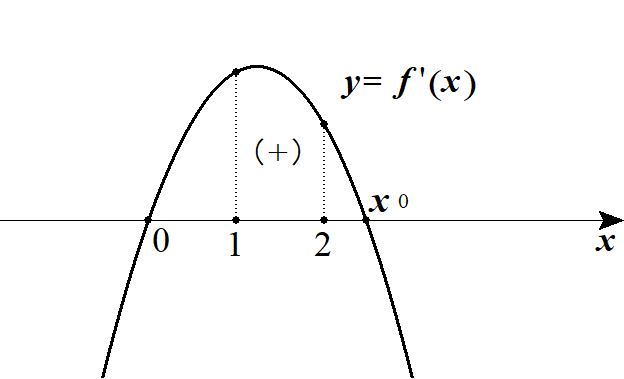 y= f'(x)
(+)
x 0
0 1 2 x